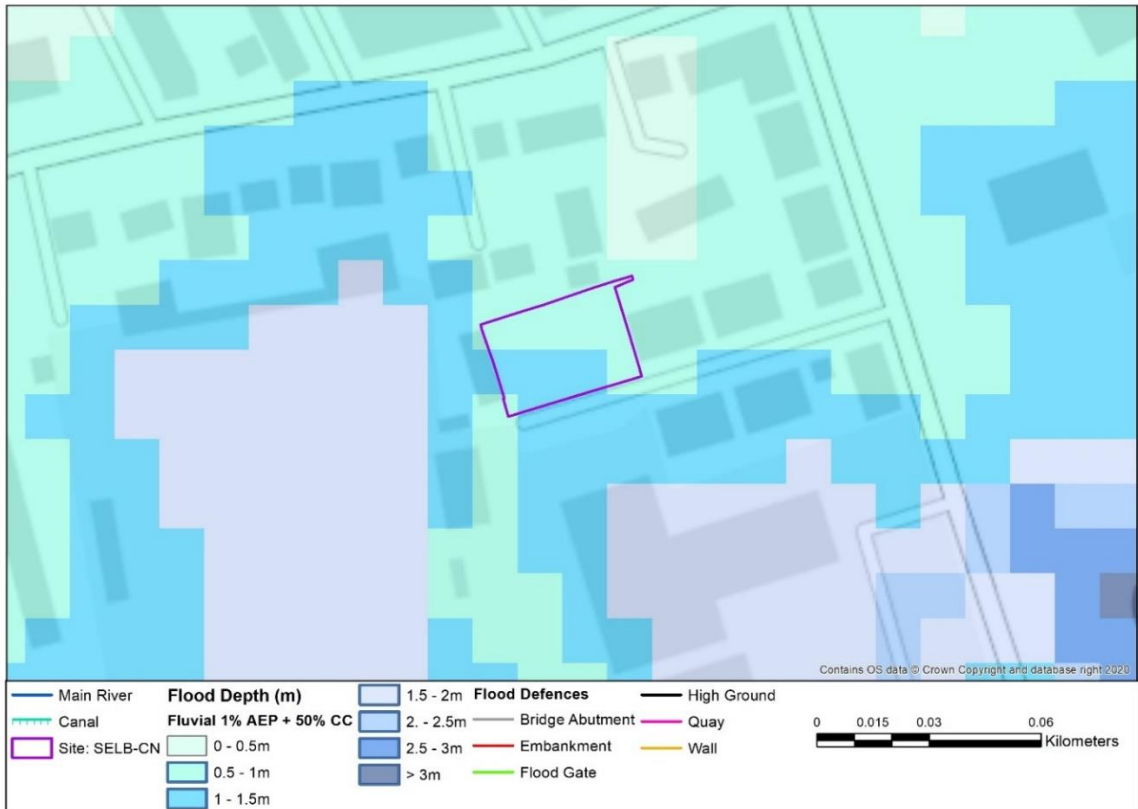 Contains OS data © Crown Copyright and database right 2020
Main River
Canal
Site: SELB-CN
Flood Depth (m)
Fluvial 1% AEP + 50% CC
0 - 0.5m
0.5 - 1m
1 - 1.5m
1.5 - 2m
2. - 2.5m
2.5 - 3m
> 3m
Flood Defences
Bridge Abutment
Embankment
Flood Gate
High Ground
Quay
Wall
0 0.015 0.03 0.06
Kilometers